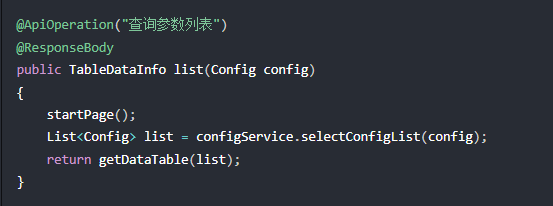 @ApiOperation("查询参数列表")
@ResponseBody
public TableDataInfo list(Config config)
{
    startPage();
    List<Config> list = configService.selectConfigList(config);
    return getDataTable(list);
}